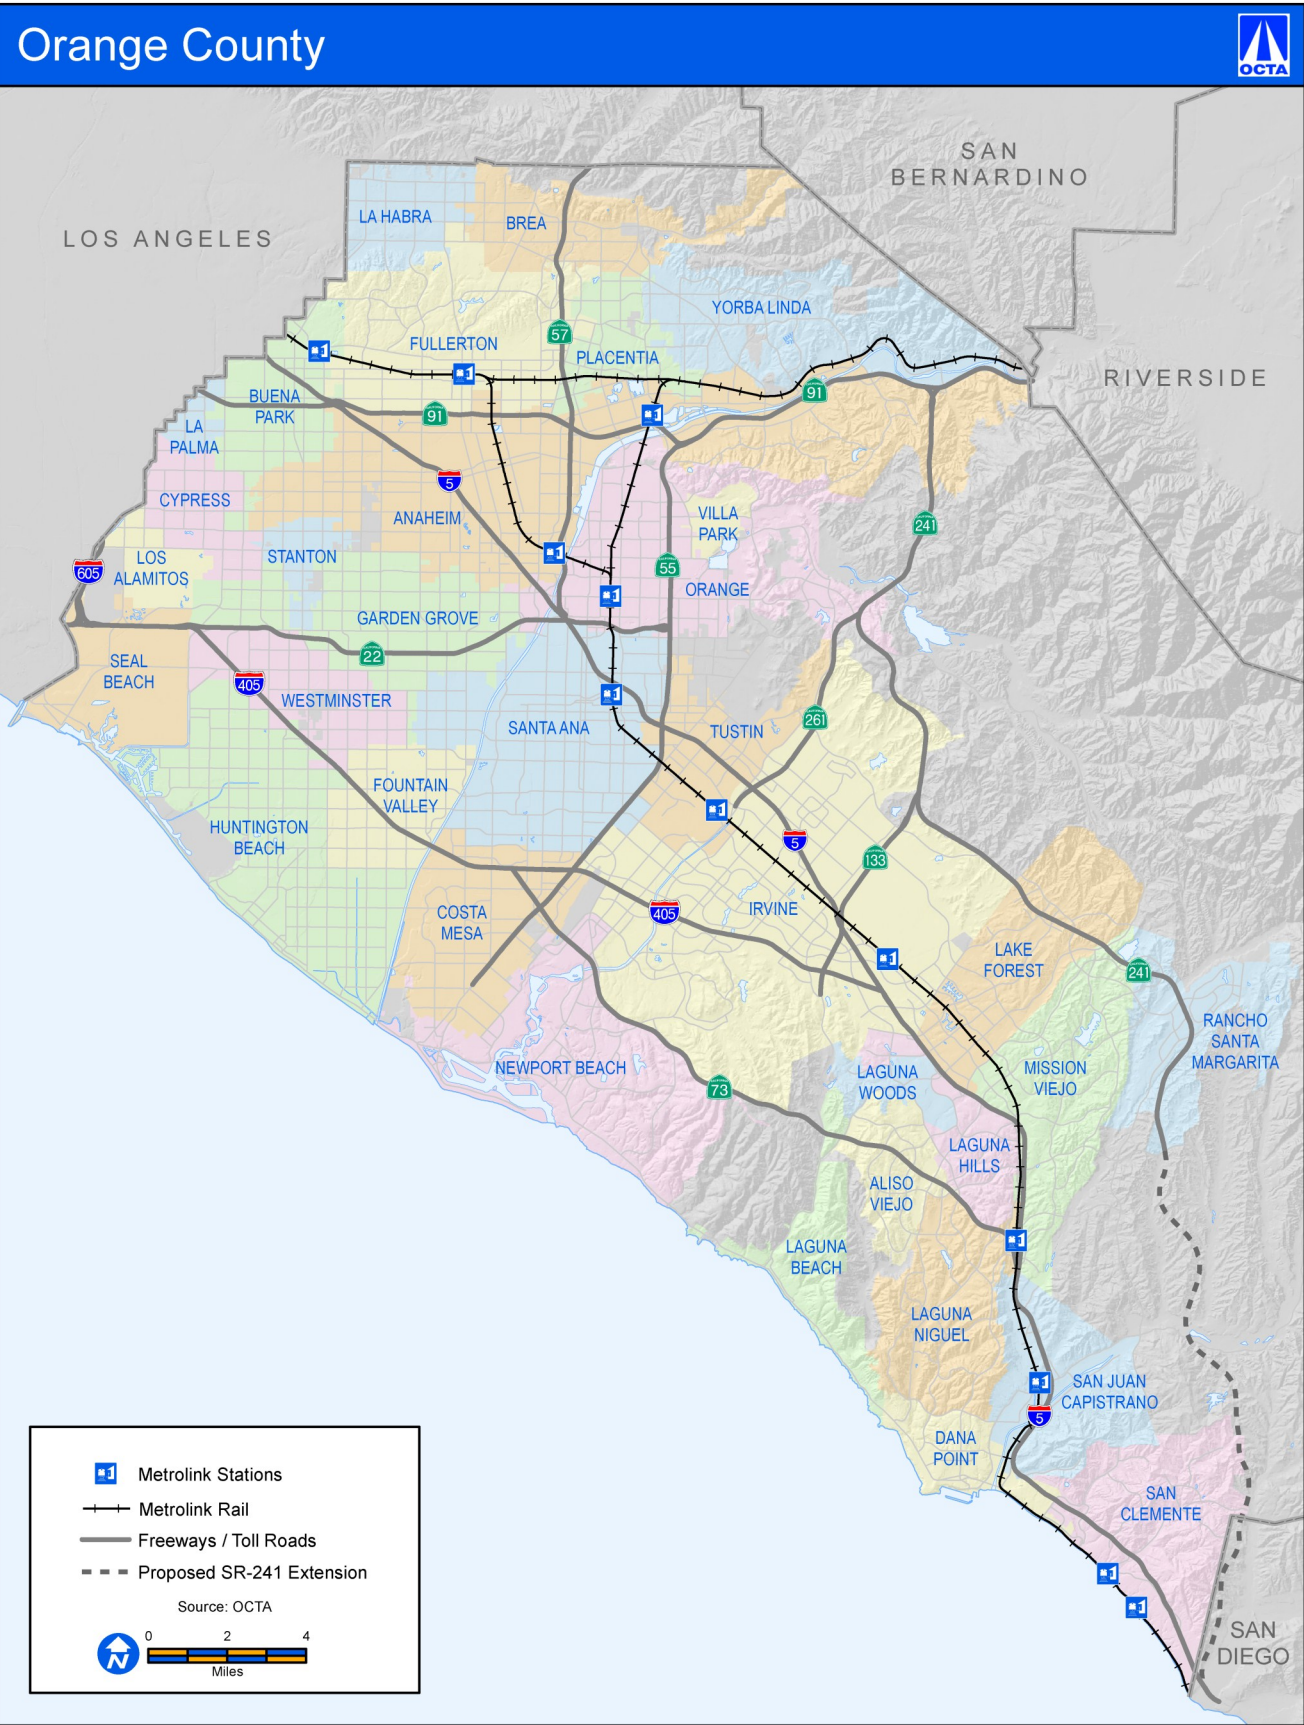 Orange County
OCTA
SAN
BERNARDINO
LOS ANGELES
LA HABRA
BREA
YORBA LINDA
57
FULLERTON
PLACENTIA
RIVERSIDE
91
BUENA
PARK
91
LA
PALMA
5
CYPRESS
ANAHEIM
VILLA
PARK
241
STANTON
LOS
ALAMITOS
605
55
ORANGE
GARDEN GROVE
22
SEAL
BEACH
405
WESTMINSTER
SANTA ANA
261
TUSTIN
FOUNTAIN
VALLEY
HUNTINGTON
BEACH
5
133
COSTA
MESA
405
IRVINE
LAKE
FOREST
241
RANCHO
SANTA
MARGARITA
NEWPORT BEACH
73
LAGUNA
WOODS
MISSION
VIEJO
LAGUNA
HILLS
ALISO
VIEJO
LAGUNA
BEACH
LAGUNA
NIGUEL
SAN JUAN
CAPISTRANO
5
DANA
POINT
SAN
CLEMENTE
SAN
DIEGO
Metrolink Stations
Metrolink Rail
Freeways / Toll Roads
Proposed SR-241 Extension
Source: OCTA
N
0 2 4
Miles